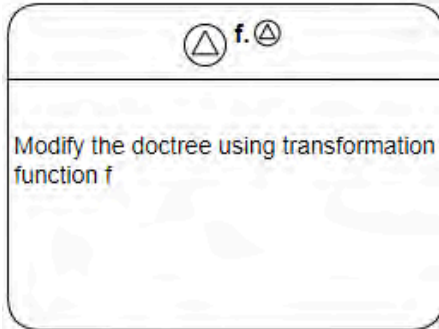 f.
Modify the doctree using transformation
function f